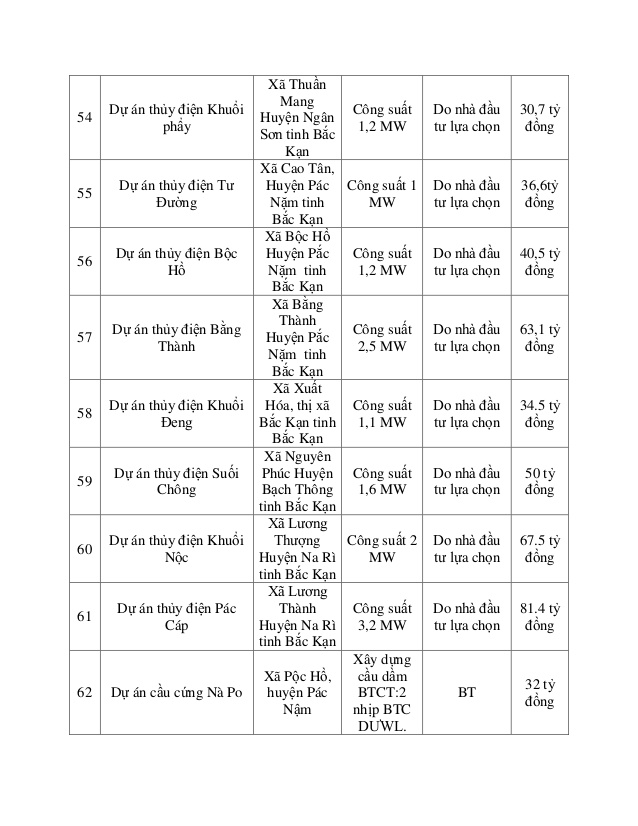 54
Dự án thủy điện Khuổi
phẩy
Xã Thuần
Mang
Huyện Ngân
Sơn tỉnh Bắc
Kạn
Công suất
1,2 MW
Do nhà đầu
tư lựa chọn
30,7 tỷ
đồng
55
Dự án thủy điện Tư
Đường
Xã Cao Tân,
Huyện Pác
Nặm tỉnh
Bắc Kạn
Công suất 1
MW
Do nhà đầu
tư lựa chọn
36,6tỷ
đồng
56
Dự án thủy điện Bộc
Hồ
Xã Bộc Hồ
Huyện Pắc
Nặm tỉnh
Bắc Kạn
Công suất
1,2 MW
Do nhà đầu
tư lựa chọn
40,5 tỷ
đồng
57
Dự án thủy điện Bằng
Thành
Xã Bằng
Thành
Huyện Pắc
Nặm tỉnh
Bắc Kạn
Công suất
2,5 MW
Do nhà đầu
tư lựa chọn
63,1 tỷ
đồng
58
Dự án thủy điện Khuổi
Đeng
Xã Xuất
Hóa, thị xã
Bắc Kạn tỉnh
Bắc Kạn
Công suất
1,1 MW
Do nhà đầu
tư lựa chọn
34.5 tỷ
đồng
59
Dự án thủy điện Suối
Chông
Xã Nguyên
Phúc Huyện
Bạch Thông
tỉnh Bắc Kạn
Công suất
1,6 MW
Do nhà đầu
tư lựa chọn
50 tỷ
đồng
60
Dự án thủy điện Khuổi
Nộc
Xã Lương
Thượng
Huyện Na Rì
tỉnh Bắc Kạn
Công suất 2
MW
Do nhà đầu
tư lựa chọn
67.5 tỷ
đồng
61
Dự án thủy điện Pác
Cáp
Xã Lương
Thành
Huyện Na Rì
tỉnh Bắc Kạn
Công suất
3,2 MW
Do nhà đầu
tư lựa chọn
81.4 tỷ
đồng
62
Dự án cầu cứng Nà Po
Xã Pộc Hồ,
huyện Pác
Nậm
Xây dựng
cầu dầm
BTCT:2
nhịp BTC
DƯWL.
BT
32 tỷ
đồng